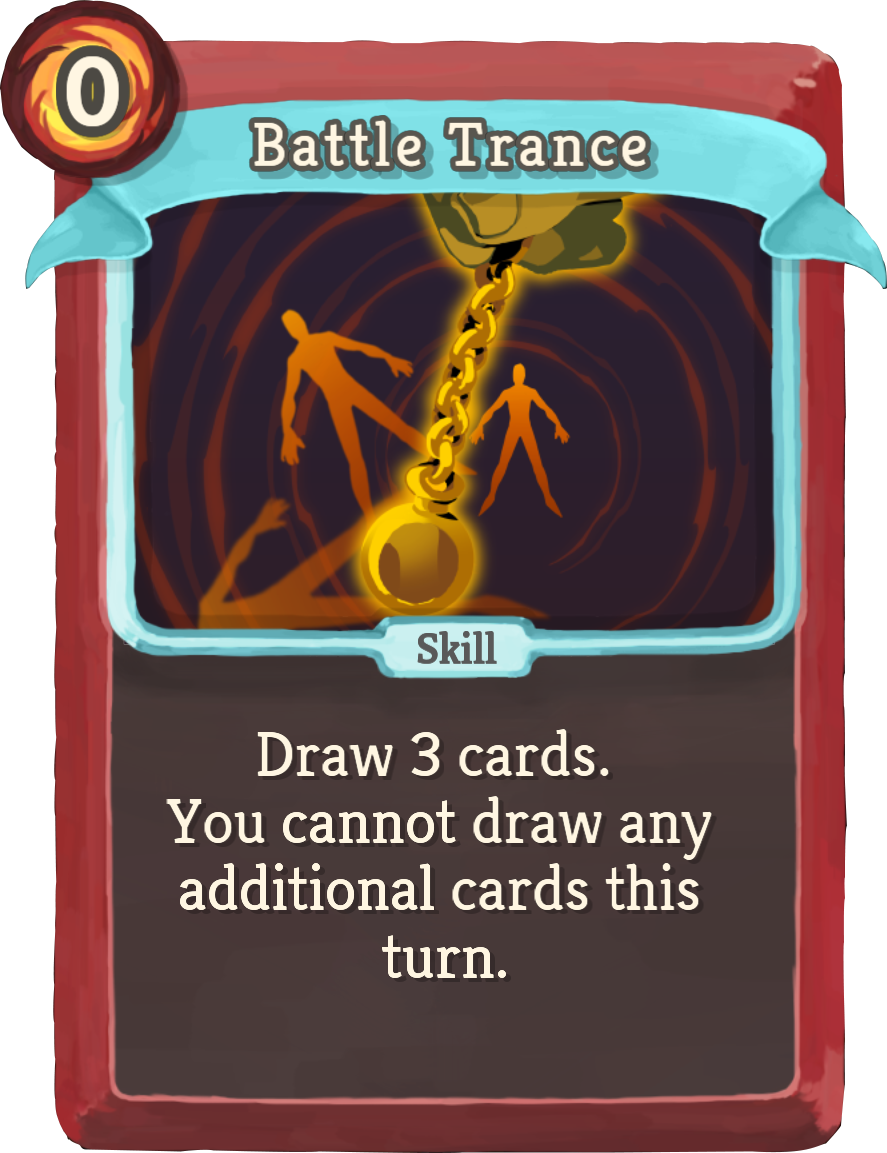 0
Battle Trance
Skill
Draw 3 cards.
You cannot draw any
additional cards this
turn.